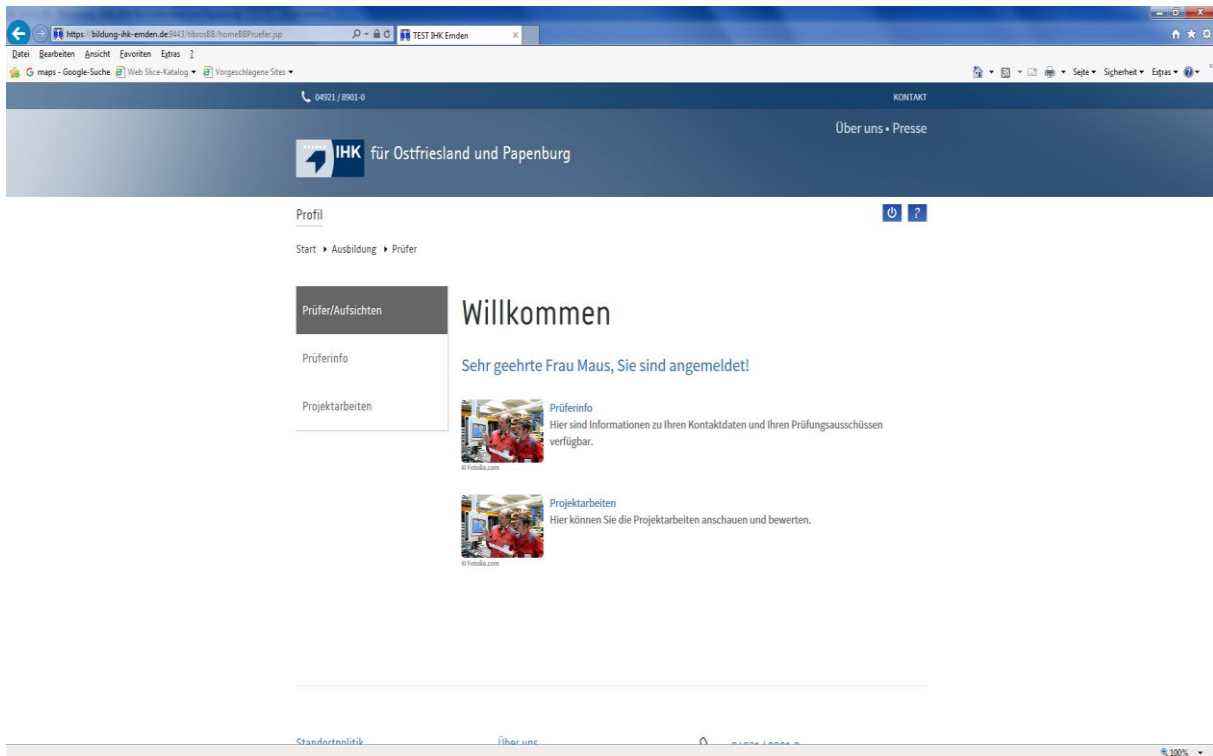 https://bildung-ihk-emden.de:9443/tibrosBB/homeBBPruefer.jsp
TEST IHK Emden
Datei Bearbeiten Ansicht Favoriten Extras ?
maps - Google-Suche Web Slice-Katalog Vorgeschlagene Sites
Seite Sicherheit Extras
04921 / 8901-0 KONTAKT
Über uns • Presse
IHK für Ostfriesland und Papenburg
Profil ?
Start Ausbildung Prüfer
Prüfer/Aufsichten
Prüferinfo
Projektarbeiten
Willkommen
Sehr geehrte Frau Maus, Sie sind angemeldet!
Prüferinfo
Hier sind Informationen zu Ihren Kontaktdaten und Ihren Prüfungsausschüssen
verfügbar.
© Fotolia.com
Projektarbeiten
Hier können Sie die Projektarbeiten anschauen und bewerten.
© Fotolia.com
Standortpolitik Über uns 04921 / 8901-0
100%